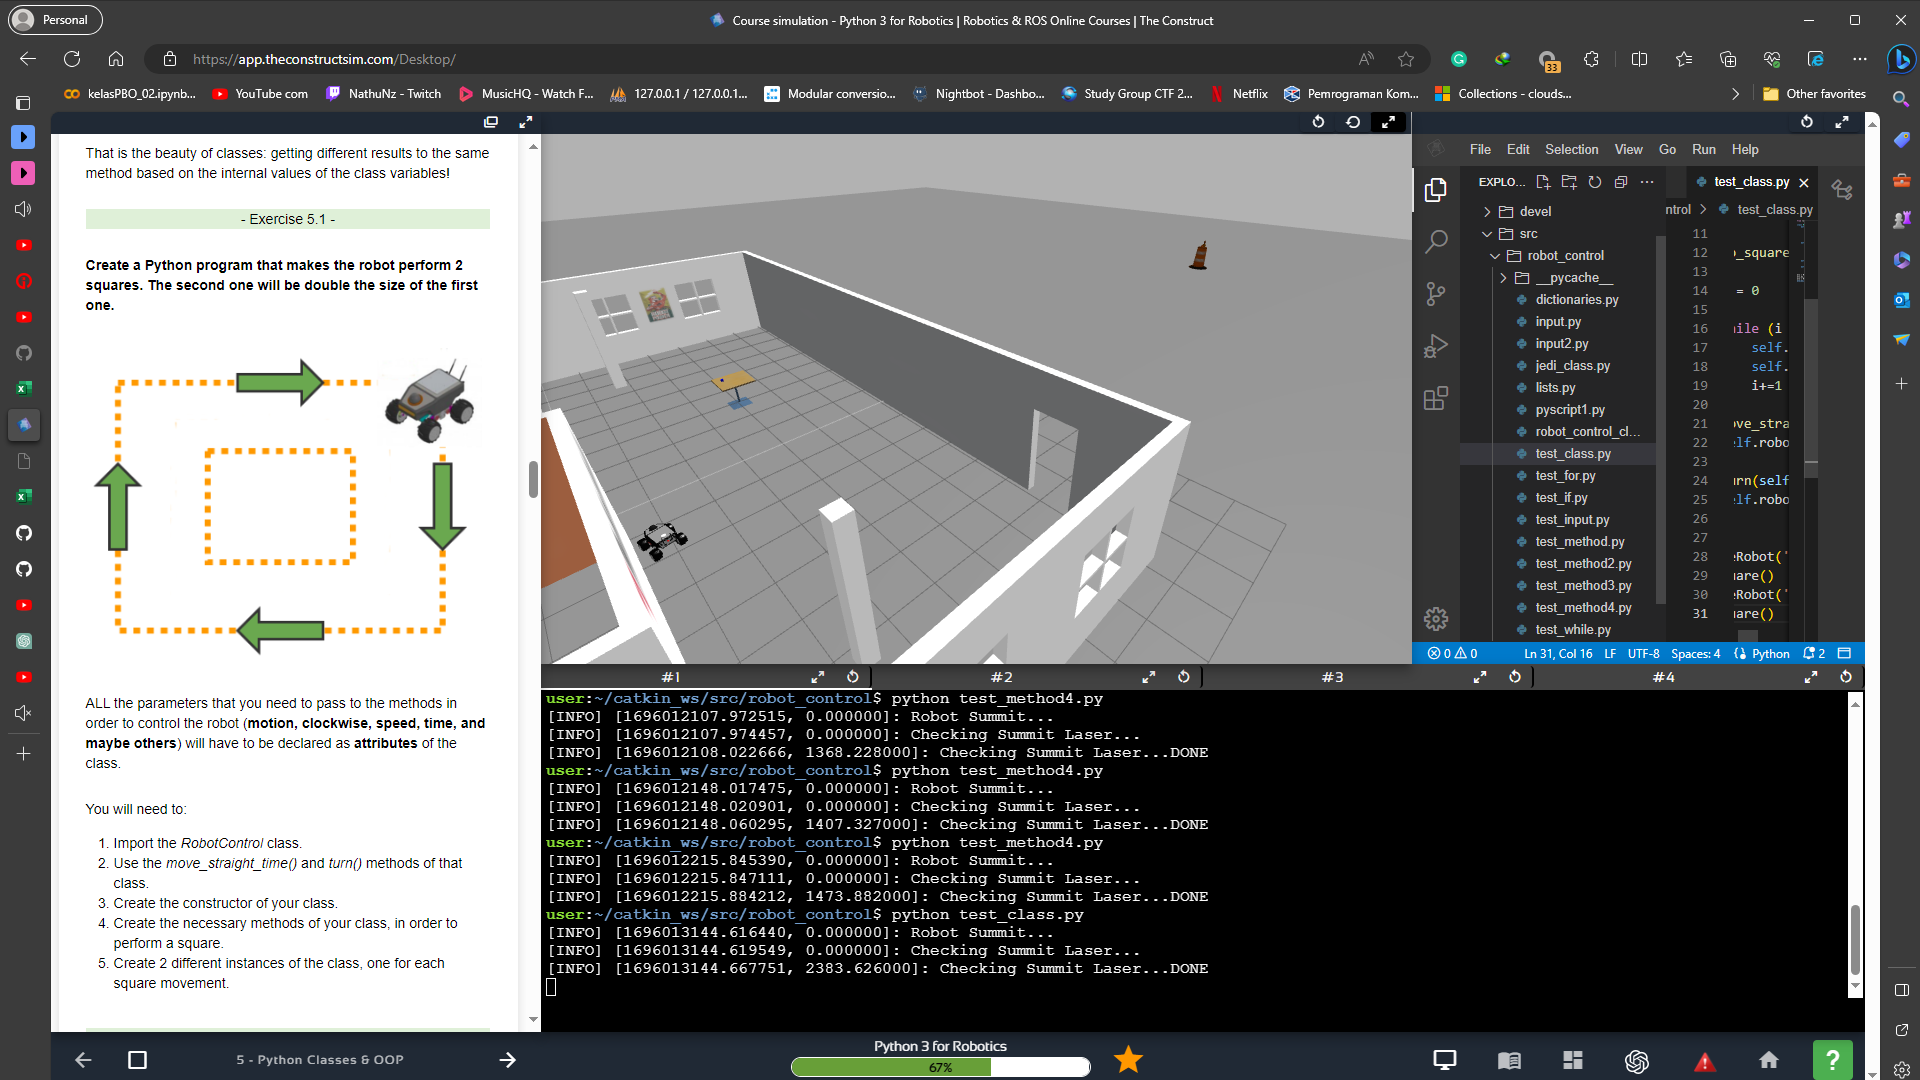 Personal
Course simulation - Python 3 for Robotics | Robotics & ROS Online Courses | The Construct
https://app.theconstructsim.com/Desktop/
33
kelasPBO_02.ipynb...
YouTube com
NathuNz - Twitch
MusicHQ - Watch F...
127.0.0.1 / 127.0.0.1...
Modular conversio...
Nightbot - Dashbo...
Study Group CTF 2...
Netflix
Pemrograman Kom...
Collections - clouds...
Other favorites
That is the beauty of classes: getting different results to the same
method based on the internal values of the class variables!
- Exercise 5.1 -
Create a Python program that makes the robot perform 2
squares. The second one will be double the size of the first
one.
ALL the parameters that you need to pass to the methods in
order to control the robot (motion, clockwise, speed, time, and
maybe others) will have to be declared as attributes of the
class.
You will need to:
1. Import the RobotControl class.
2. Use the move_straight_time() and turn() methods of that
class.
3. Create the constructor of your class.
4. Create the necessary methods of your class, in order to
perform a square.
5. Create 2 different instances of the class, one for each
square movement.
File Edit Selection View Go Run Help
EXPLO...
devel
src
robot_control
__pycache__
dictionaries.py
input.py
input2.py
jedi_class.py
lists.py
pyscript1.py
robot_control_cl...
test_class.py
test_for.py
test_if.py
test_input.py
test_method.py
test_method2.py
test_method3.py
test_method4.py
test_while.py
test_class.py
ntrol > test_class.py
11
12 _square
13
14 = 0
15
16 ile (i
17 self.
18 self.
19 i+=1
20
21 ve_stra
22 lf.robo
23
24 rn(self
25 lf.robo
26
27
28 eRobot('
29 uare()
30 eRobot('
31 uare()
0 0 Ln 31, Col 16 LF UTF-8 Spaces: 4 Python 2
#1 #2 #3 #4
user:~/catkin_ws/src/robot_control$ python test_method4.py
[INFO] [1696012107.972515, 0.000000]: Robot Summit...
[INFO] [1696012107.974457, 0.000000]: Checking Summit Laser...
[INFO] [1696012108.022666, 1368.228000]: Checking Summit Laser...DONE
user:~/catkin_ws/src/robot_control$ python test_method4.py
[INFO] [1696012148.017475, 0.000000]: Robot Summit...
[INFO] [1696012148.020901, 0.000000]: Checking Summit Laser...
[INFO] [1696012148.060295, 1407.327000]: Checking Summit Laser...DONE
user:~/catkin_ws/src/robot_control$ python test_method4.py
[INFO] [1696012215.845390, 0.000000]: Robot Summit...
[INFO] [1696012215.847111, 0.000000]: Checking Summit Laser...
[INFO] [1696012215.884212, 1473.882000]: Checking Summit Laser...DONE
user:~/catkin_ws/src/robot_control$ python test_class.py
[INFO] [1696013144.616440, 0.000000]: Robot Summit...
[INFO] [1696013144.619549, 0.000000]: Checking Summit Laser...
[INFO] [1696013144.667751, 2383.626000]: Checking Summit Laser...DONE
5 - Python Classes & OOP
Python 3 for Robotics
67%
?